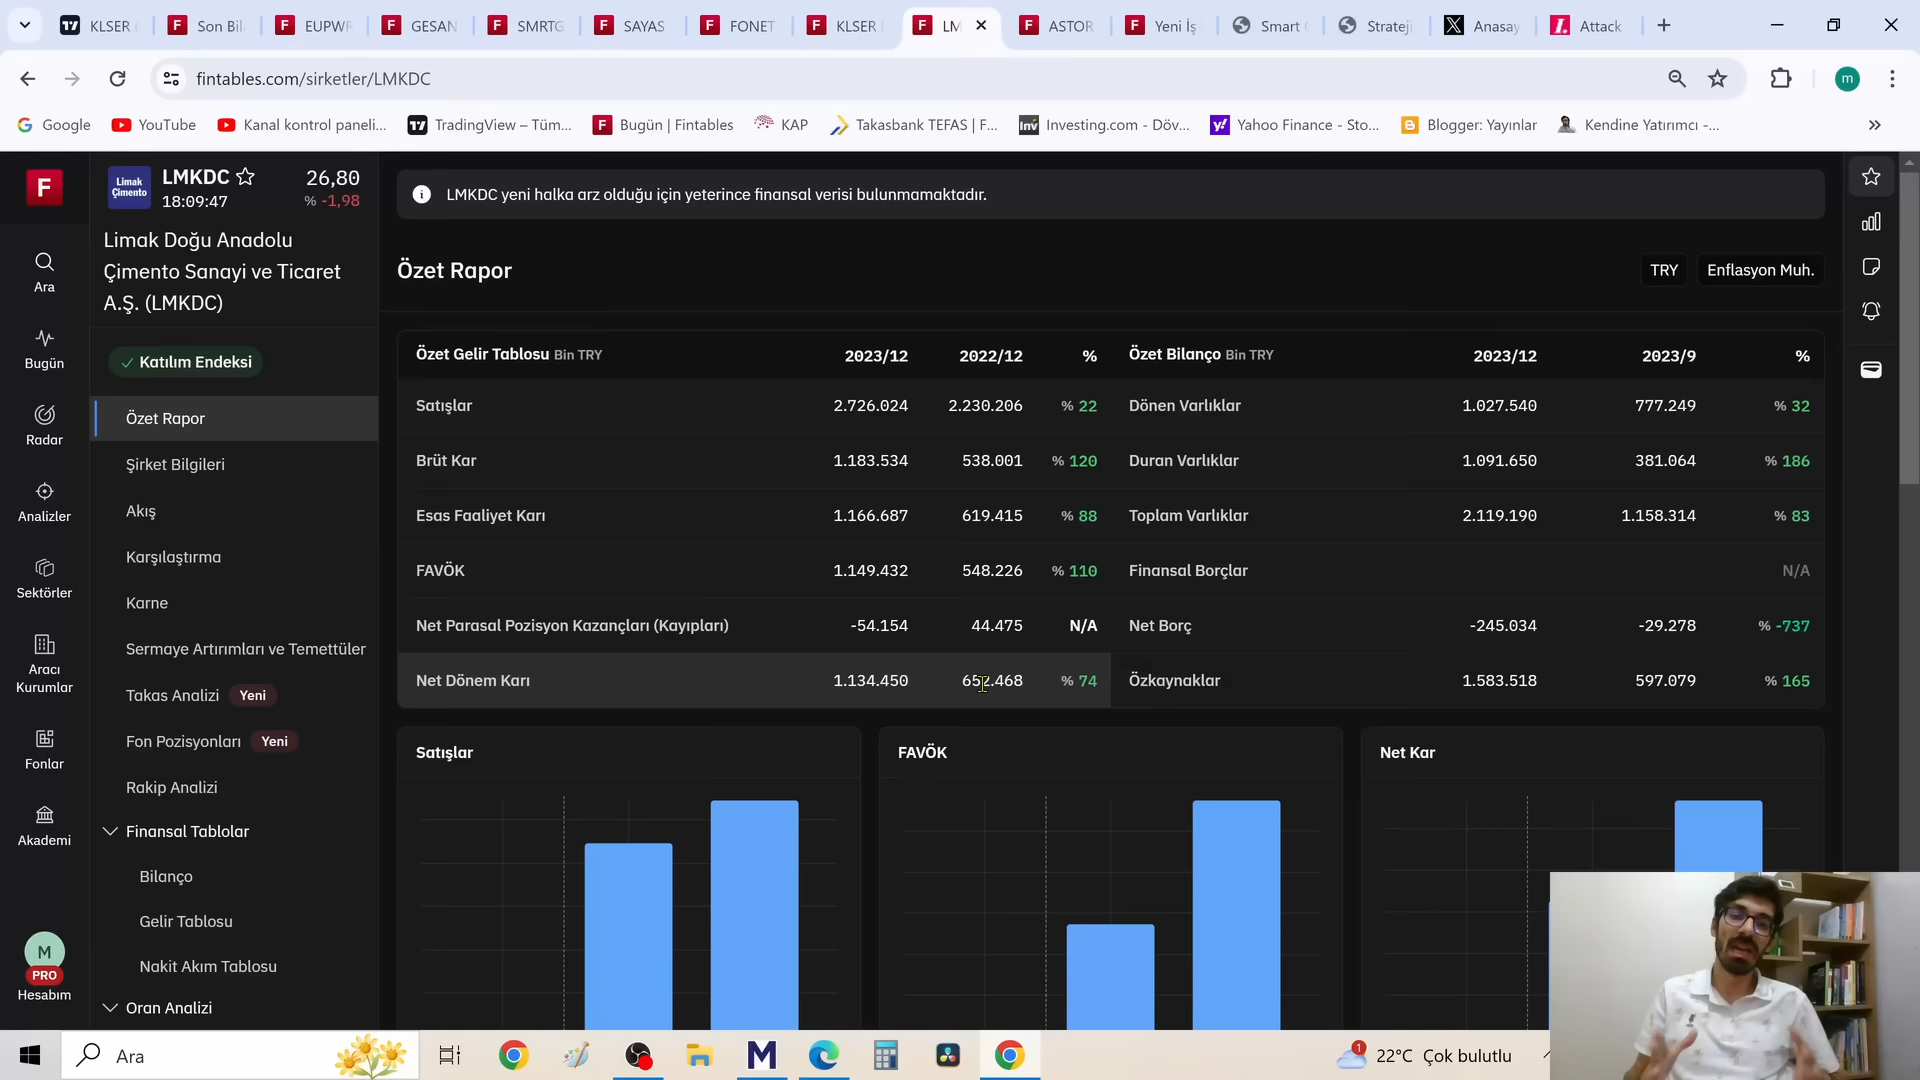 KLSER
Son Bil
EUPWR
GESAN
SMRTG
SAYAS
FONET
KLSER
LM
ASTOR
Yeni İş
Smart
Strateji
Anasay
Attack
fintables.com/sirketler/LMKDC
m
Google
YouTube
Kanal kontrol paneli...
TradingView – Tüm...
Bugün | Fintables
KAP
Takasbank TEFAS | F...
Investing.com - Döv...
Yahoo Finance - Sto...
Blogger: Yayınlar
Kendine Yatırımcı -...
F
Ara
Bugün
Radar
Analizler
Sektörler
Aracı
Kurumlar
Fonlar
Akademi
M
PRO
Hesabım
Limak
Çimento
LMKDC
18:09:47
26,80
% -1,98
Limak Doğu Anadolu
Çimento Sanayi ve Ticaret
A.Ş. (LMKDC)
Katılım Endeksi
Özet Rapor
Şirket Bilgileri
Akış
Karşılaştırma
Karne
Sermaye Artırımları ve Temettüler
Takas Analizi Yeni
Fon Pozisyonları Yeni
Rakip Analizi
Finansal Tablolar
Bilanço
Gelir Tablosu
Nakit Akım Tablosu
Oran Analizi
LMKDC yeni halka arz olduğu için yeterince finansal verisi bulunmamaktadır.
Özet Rapor
TRY
Enflasyon Muh.
Özet Gelir Tablosu Bin TRY 2023/12 2022/12 %
Satışlar 2.726.024 2.230.206 % 22
Brüt Kar 1.183.534 538.001 % 120
Esas Faaliyet Karı 1.166.687 619.415 % 88
FAVÖK 1.149.432 548.226 % 110
Net Parasal Pozisyon Kazançları (Kayıpları) -54.154 44.475 N/A
Net Dönem Karı 1.134.450 652.468 % 74
Özet Bilanço Bin TRY 2023/12 2023/9 %
Dönen Varlıklar 1.027.540 777.249 % 32
Duran Varlıklar 1.091.650 381.064 % 186
Toplam Varlıklar 2.119.190 1.158.314 % 83
Finansal Borçlar N/A
Net Borç -245.034 -29.278 % -737
Özkaynaklar 1.583.518 597.079 % 165
Satışlar
FAVÖK
Net Kar
Ara
1
22°C Çok bulutlu